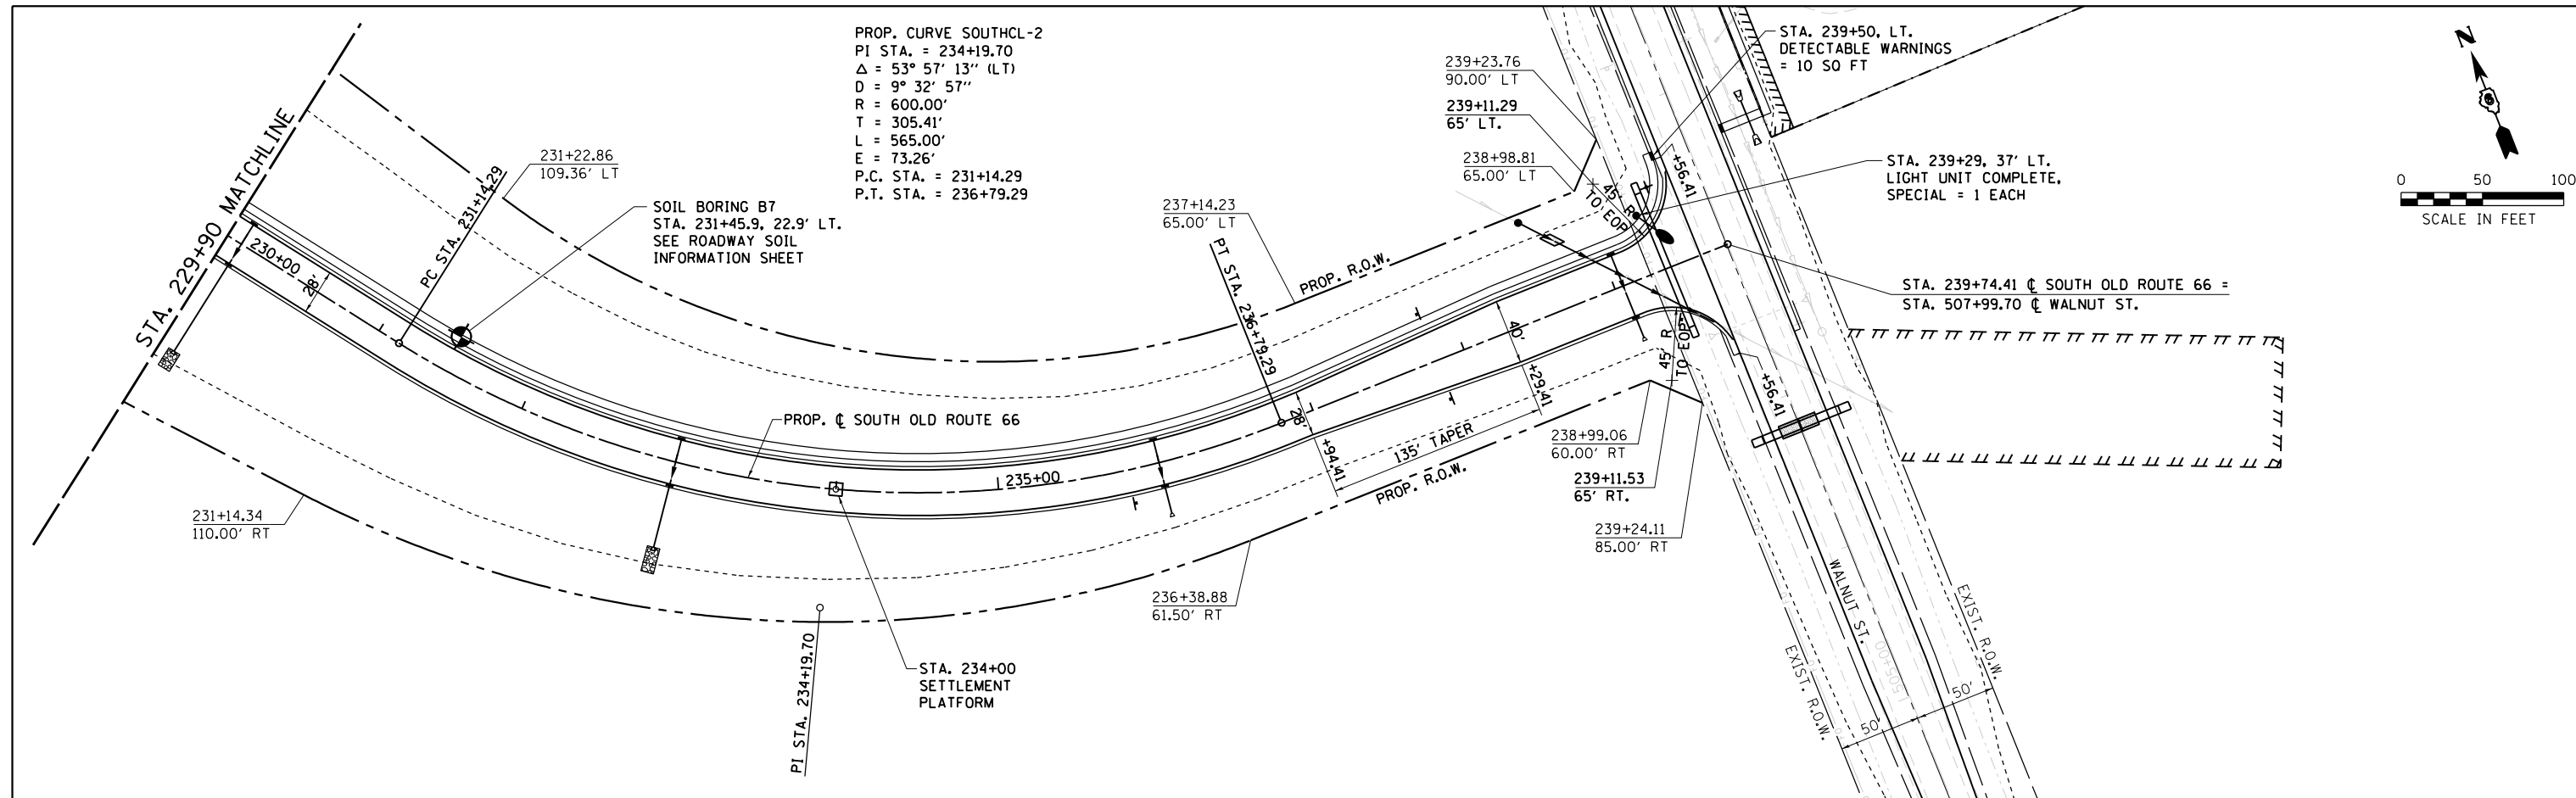 PROP. CURVE SOUTHCL-2
PI STA. = 234+19.70
Δ = 53° 57' 13'' (LT)
D = 9° 32' 57''
R = 600.00'
T = 305.41'
L = 565.00'
E = 73.26'
P.C. STA. = 231+14.29
P.T. STA. = 236+79.29
STA. 229+90 MATCHLINE
230+00
28'
PC STA. 231+14.29
231+22.86
109.36' LT
SOIL BORING B7
STA. 231+45.9, 22.9' LT.
SEE ROADWAY SOIL
INFORMATION SHEET
231+14.34
110.00' RT
PROP. ℄ SOUTH OLD ROUTE 66
PI STA. 234+19.70
STA. 234+00
SETTLEMENT
PLATFORM
235+00
PT STA. 236+79.29
28'
+94.41
135' TAPER
40'
+29.41
PROP. R.O.W.
PROP. R.O.W.
237+14.23
65.00' LT
236+38.88
61.50' RT
239+23.76
90.00' LT
239+11.29
65' LT.
238+98.81
65.00' LT
45' R
TO EOP
+56.41
45' R
TO EOP
+56.41
238+99.06
60.00' RT
239+11.53
65' RT.
239+24.11
85.00' RT
STA. 239+50, LT.
DETECTABLE WARNINGS
= 10 SQ FT
STA. 239+29, 37' LT.
LIGHT UNIT COMPLETE,
SPECIAL = 1 EACH
STA. 239+74.41 ℄ SOUTH OLD ROUTE 66 =
STA. 507+99.70 ℄ WALNUT ST.
WALNUT ST.
EXIST. R.O.W.
EXIST. R.O.W.
505+00
50'
50'
N
0 50 100
SCALE IN FEET